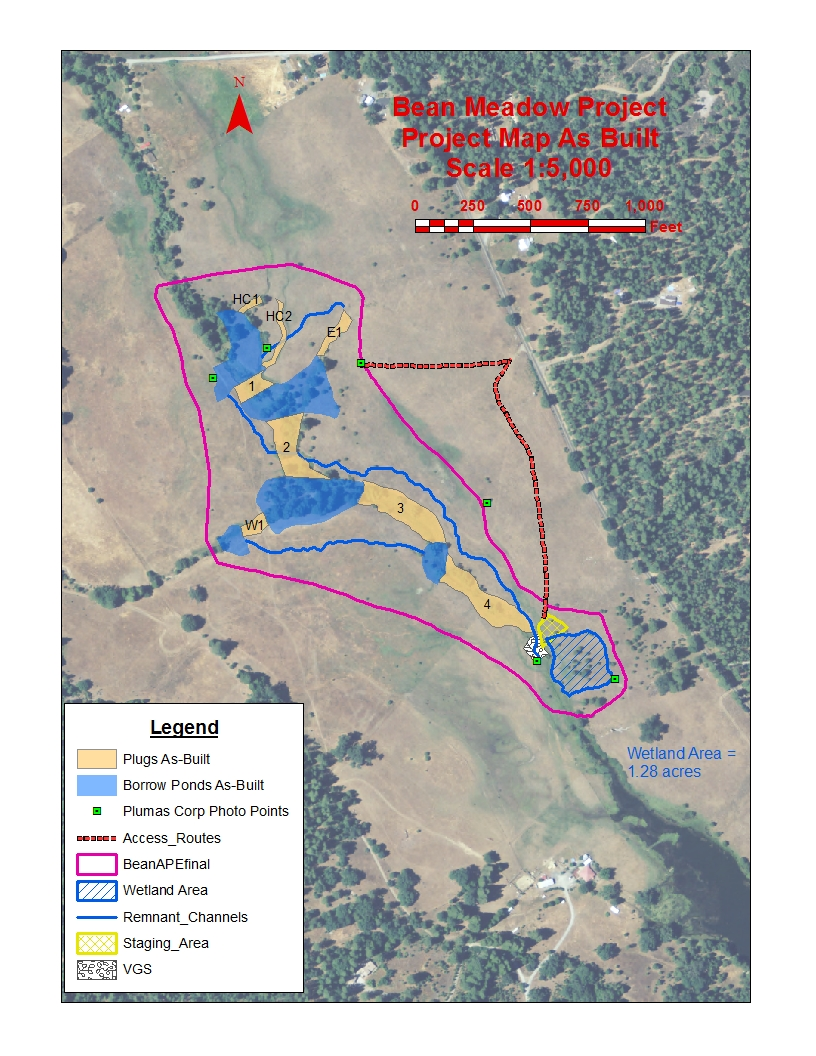 N
Bean Meadow Project
Project Map As Built
Scale 1:5,000
0 250 500 750 1,000
Feet
HC1
HC2
E1
1
2
3
W1
4
Wetland Area =
1.28 acres
Legend
Plugs As-Built
Borrow Ponds As-Built
Plumas Corp Photo Points
Access_Routes
BeanAPEfinal
Wetland Area
Remnant_Channels
Staging_Area
VGS